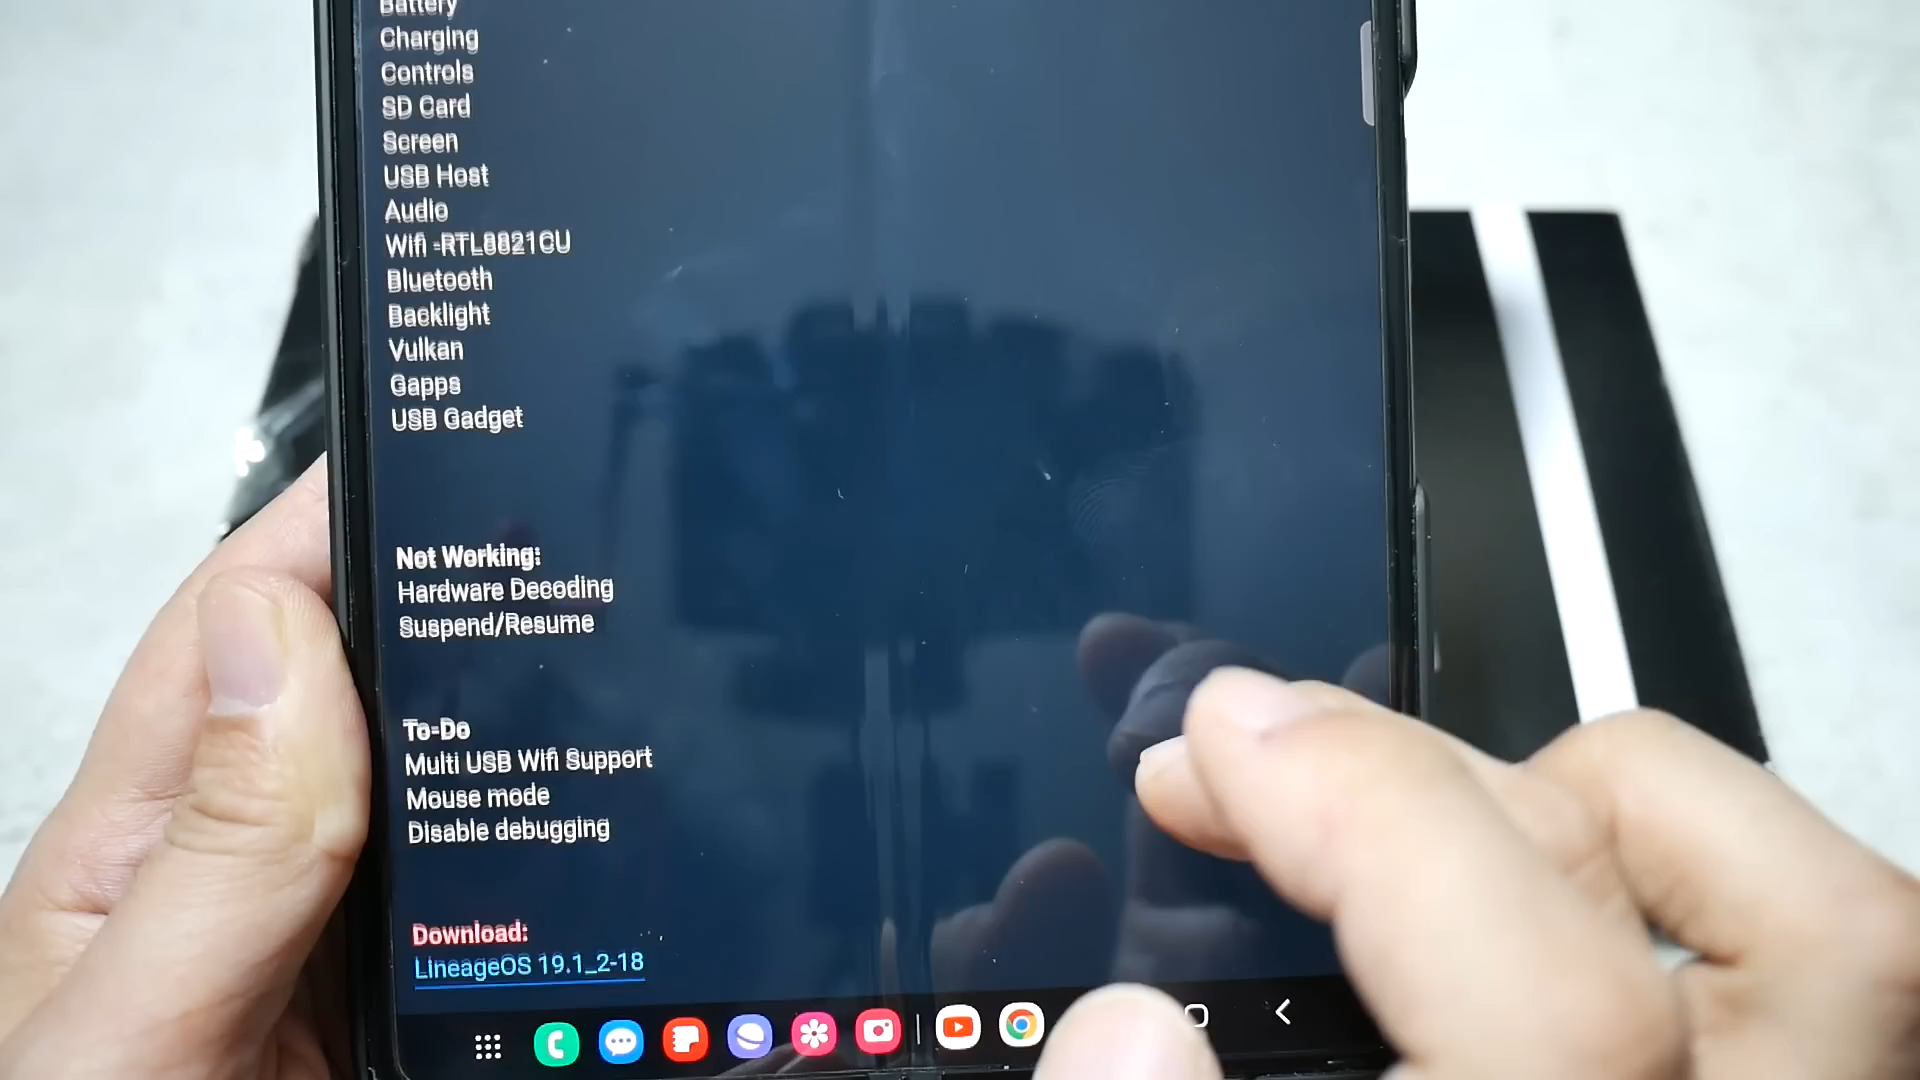 Battery
Charging
Controls
SD Card
Screen
USB Host
Audio
Wifi -RTL8821CU
Bluetooth
Backlight
Vulkan
Gapps
USB Gadget
Not Working:
Hardware Decoding
Suspend/Resume
To-Do
Multi USB Wifi Support
Mouse mode
Disable debugging
Download:
LineageOS 19.1_2-18